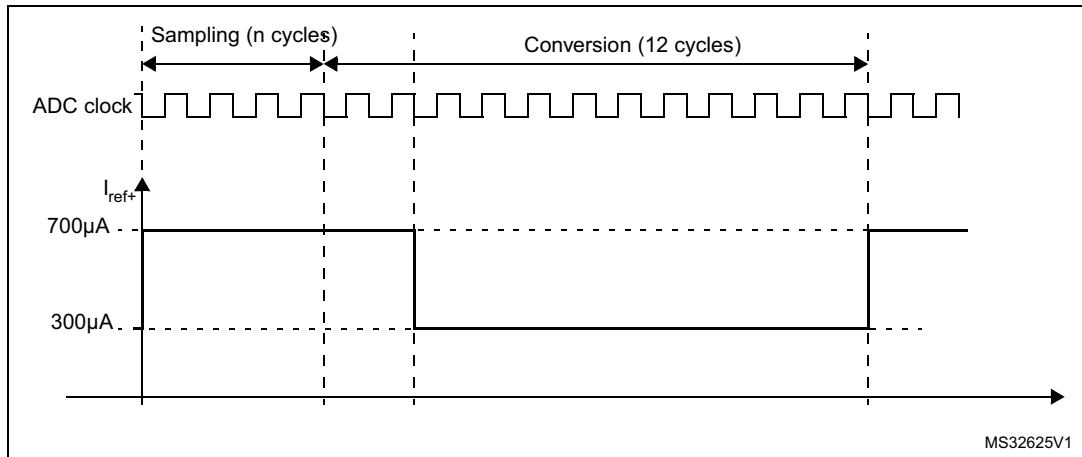 Sampling (n cycles)
Conversion (12 cycles)
ADC clock
Iref+
700µA
300µA
MS32625V1